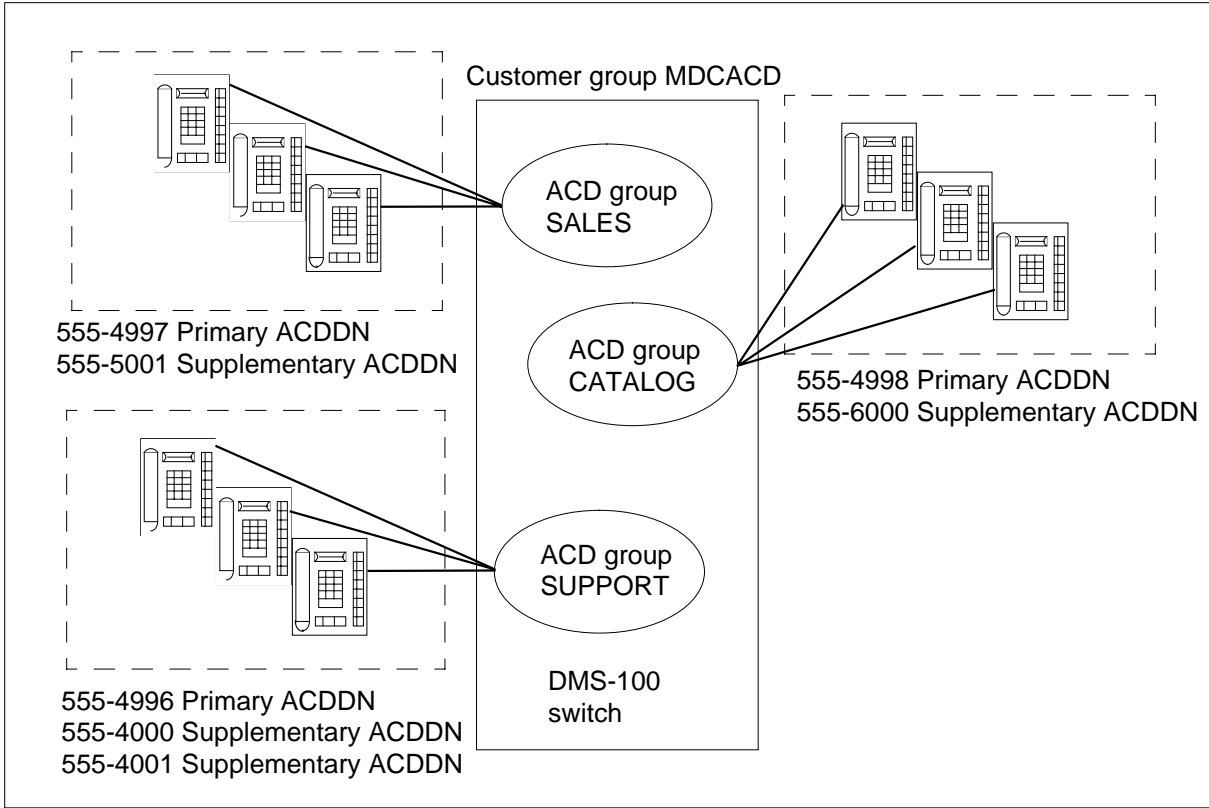 Customer group MDCACD
ACD group
SALES
555-4997 Primary ACDDN
555-5001 Supplementary ACDDN
ACD group
CATALOG
555-4998 Primary ACDDN
555-6000 Supplementary ACDDN
ACD group
SUPPORT
555-4996 Primary ACDDN
555-4000 Supplementary ACDDN
555-4001 Supplementary ACDDN
DMS-100
switch